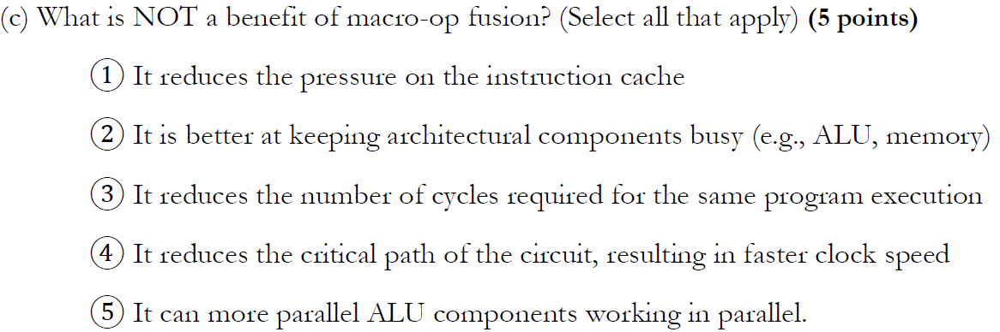 (c) What is NOT a benefit of macro-op fusion? (Select all that apply) (5 points)
① It reduces the pressure on the instruction cache
② It is better at keeping architectural components busy (e.g., ALU, memory)
③ It reduces the number of cycles required for the same program execution
④ It reduces the critical path of the circuit, resulting in faster clock speed
⑤ It can more parallel ALU components working in parallel.